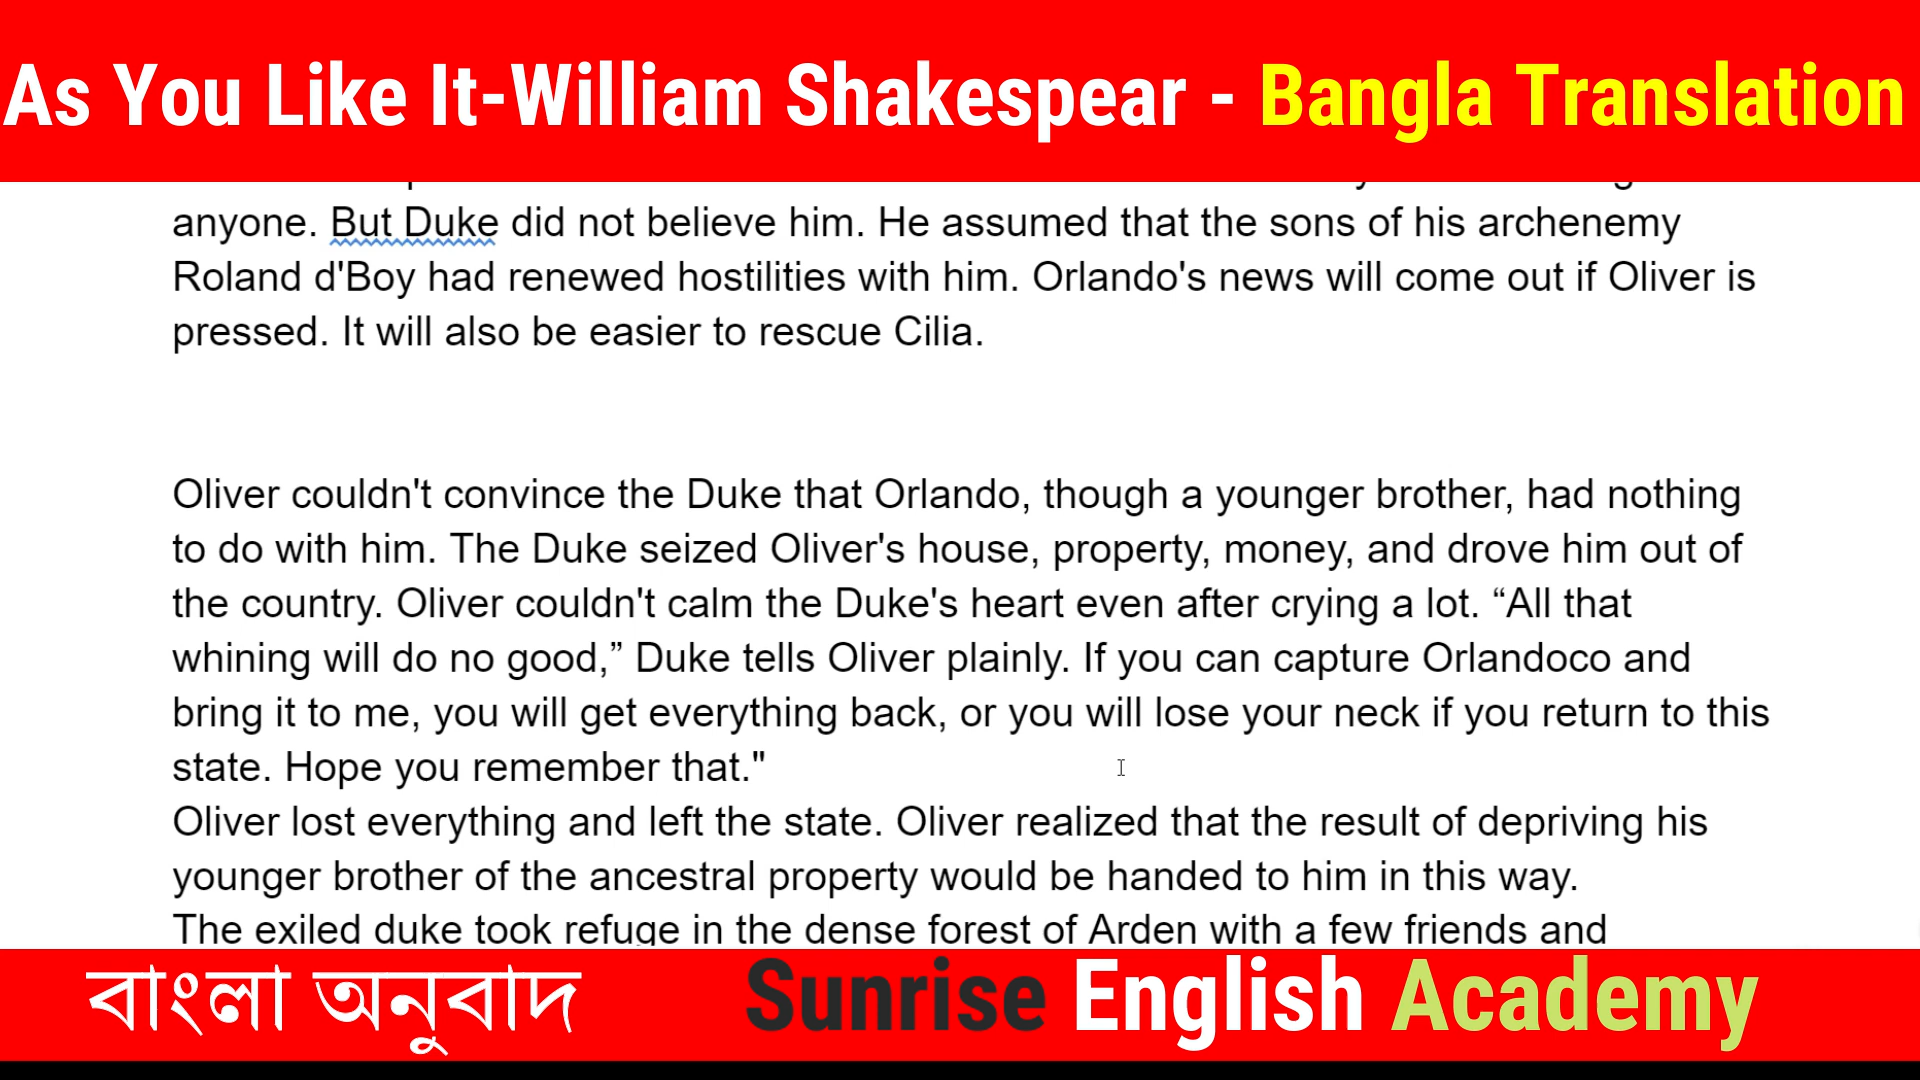 As You Like It-William Shakespear - Bangla Translation
anyone. But Duke did not believe him. He assumed that the sons of his archenemy
Roland d'Boy had renewed hostilities with him. Orlando's news will come out if Oliver is
pressed. It will also be easier to rescue Cilia.
Oliver couldn't convince the Duke that Orlando, though a younger brother, had nothing
to do with him. The Duke seized Oliver's house, property, money, and drove him out of
the country. Oliver couldn't calm the Duke's heart even after crying a lot. “All that
whining will do no good,” Duke tells Oliver plainly. If you can capture Orlandoco and
bring it to me, you will get everything back, or you will lose your neck if you return to this
state. Hope you remember that."
Oliver lost everything and left the state. Oliver realized that the result of depriving his
younger brother of the ancestral property would be handed to him in this way.
The exiled duke took refuge in the dense forest of Arden with a few friends and
বাংলা অনুবাদ Sunrise English Academy